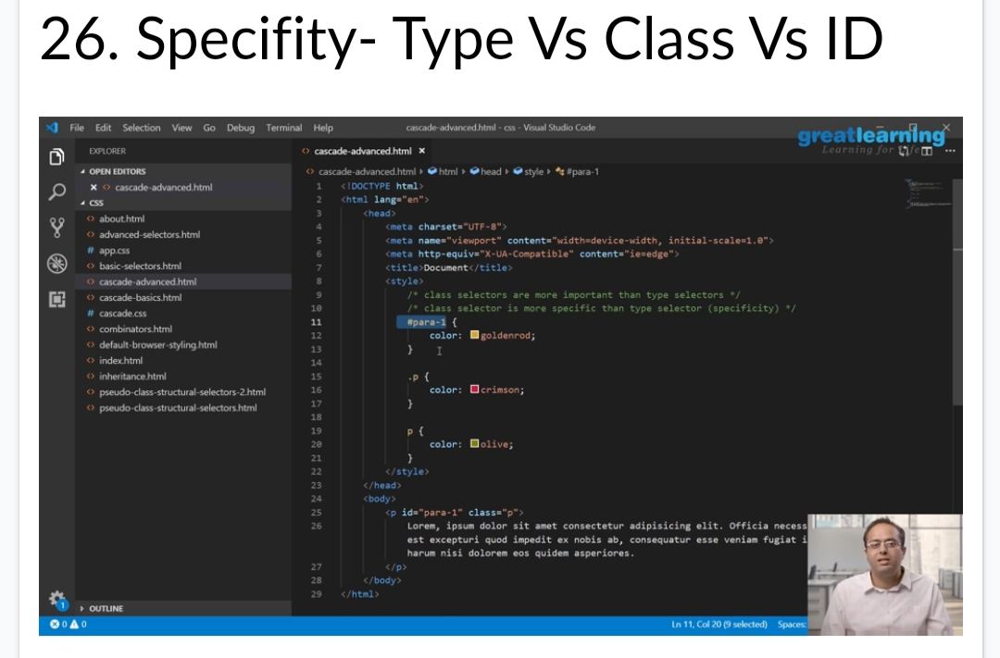 26. Specifity- Type Vs Class Vs ID
File Edit Selection View Go Debug Terminal Help
cascade-advanced.html - css - Visual Studio Code
greatlearning
Learning for Life
EXPLORER
OPEN EDITORS
cascade-advanced.html
CSS
about.html
advanced-selectors.html
# app.css
basic-selectors.html
cascade-advanced.html
cascade-basics.html
# cascade.css
combinators.html
default-browser-styling.html
index.html
inheritance.html
pseudo-class-structural-selectors-2.html
pseudo-class-structural-selectors.html
OUTLINE
cascade-advanced.html
cascade-advanced.html html head style #para-1
1 <!DOCTYPE html>
2 <html lang="en">
3 <head>
4 <meta charset="UTF-8">
5 <meta name="viewport" content="width=device-width, initial-scale=1.0">
6 <meta http-equiv="X-UA-Compatible" content="ie=edge">
7 <title>Document</title>
8 <style>
9 /* class selectors are more important than type selectors */
10 /* class selector is more specific than type selector (specificity) */
11 #para-1 {
12 color: goldenrod;
13 }
14
15 .p {
16 color: crimson;
17 }
18
19 p {
20 color: olive;
21 }
22 </style>
23 </head>
24 <body>
25 <p id="para-1" class="p">
26 Lorem, ipsum dolor sit amet consectetur adipisicing elit. Officia necess
est excepturi quod impedit ex nobis ab, consequatur esse veniam fugiat i
harum nisi dolorem eos quidem asperiores.
27 </p>
28 </body>
29 </html>
1
0 0
Ln 11, Col 20 (9 selected) Spaces: